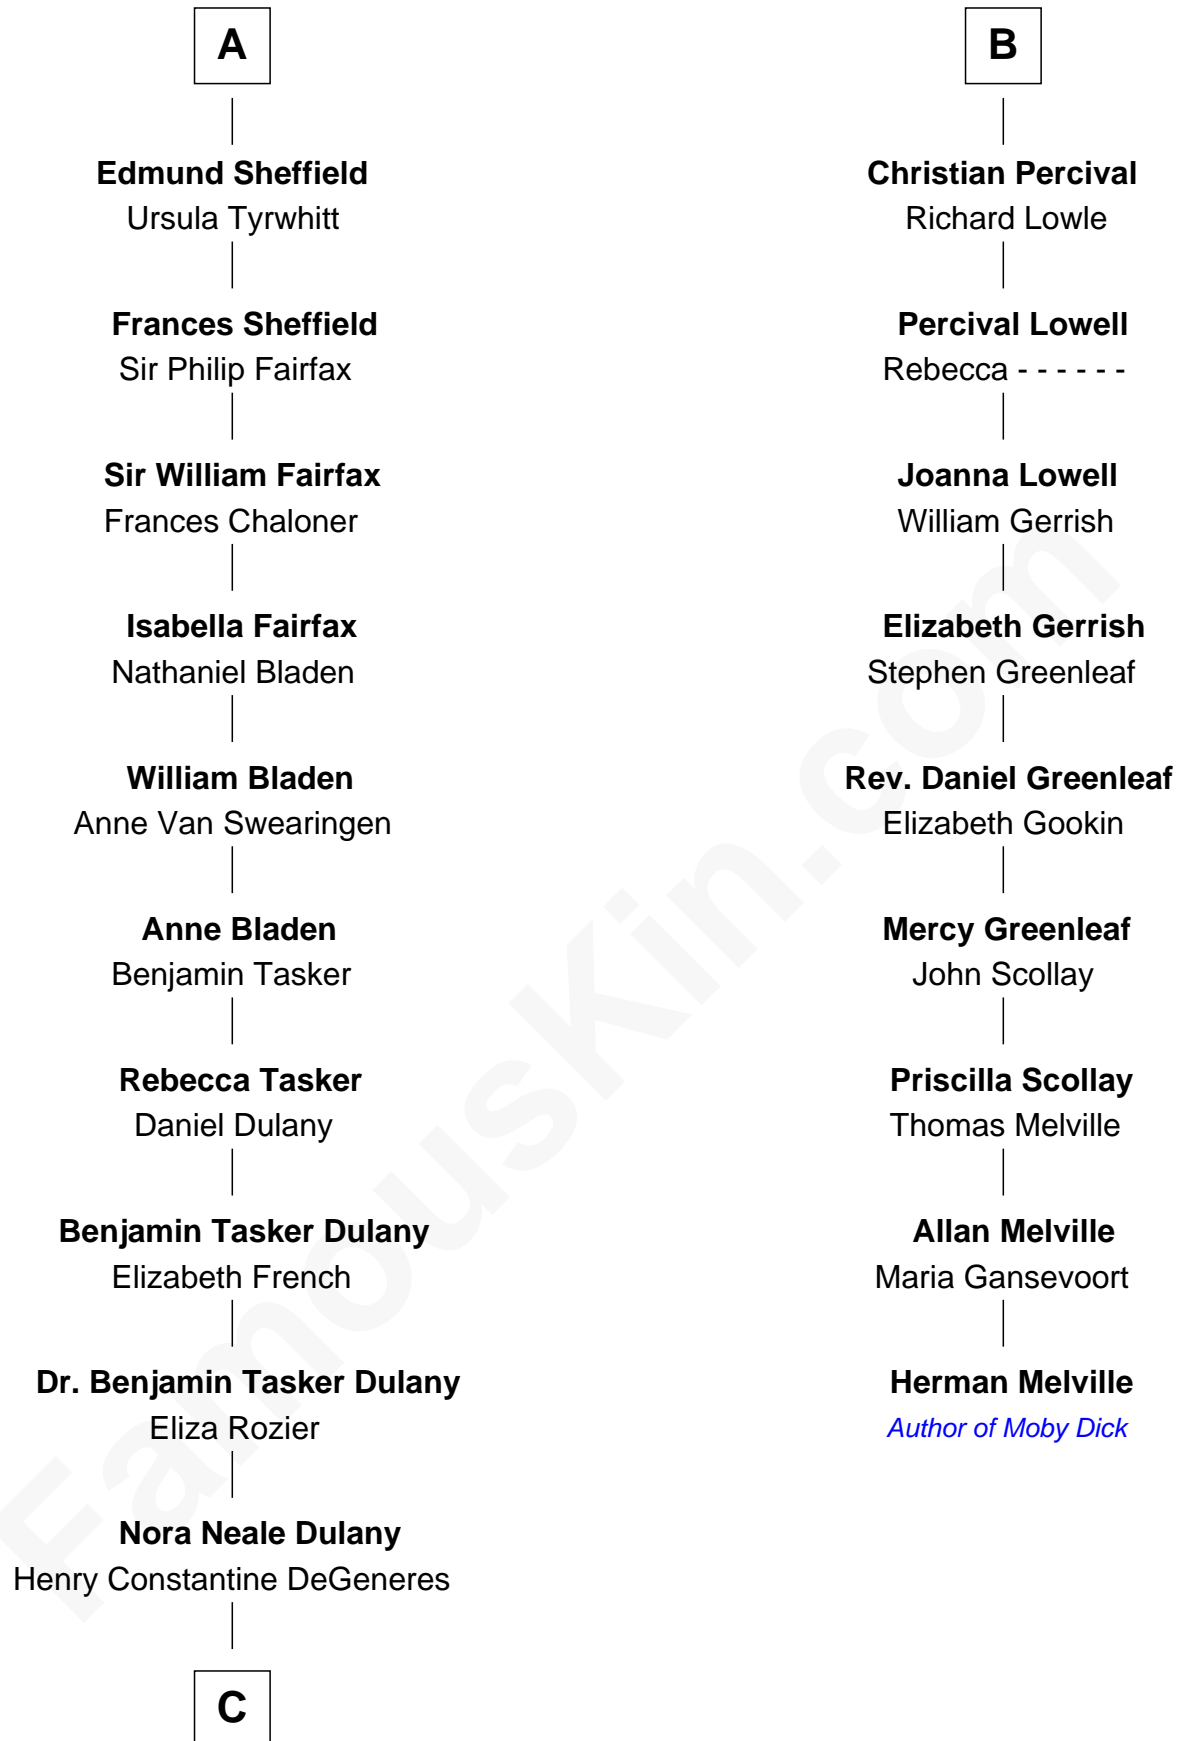 A
Edmund Sheffield
Ursula Tyrwhitt
Frances Sheffield
Sir Philip Fairfax
Sir William Fairfax
Frances Chaloner
Isabella Fairfax
Nathaniel Bladen
William Bladen
Anne Van Swearingen
Anne Bladen
Benjamin Tasker
Rebecca Tasker
Daniel Dulany
Benjamin Tasker Dulany
Elizabeth French
Dr. Benjamin Tasker Dulany
Eliza Rozier
Nora Neale Dulany
Henry Constantine DeGeneres
C
B
Christian Percival
Richard Lowle
Percival Lowell
Rebecca - - - - - -
Joanna Lowell
William Gerrish
Elizabeth Gerrish
Stephen Greenleaf
Rev. Daniel Greenleaf
Elizabeth Gookin
Mercy Greenleaf
John Scollay
Priscilla Scollay
Thomas Melville
Allan Melville
Maria Gansevoort
Herman Melville
Author of Moby Dick
FamousKin.com